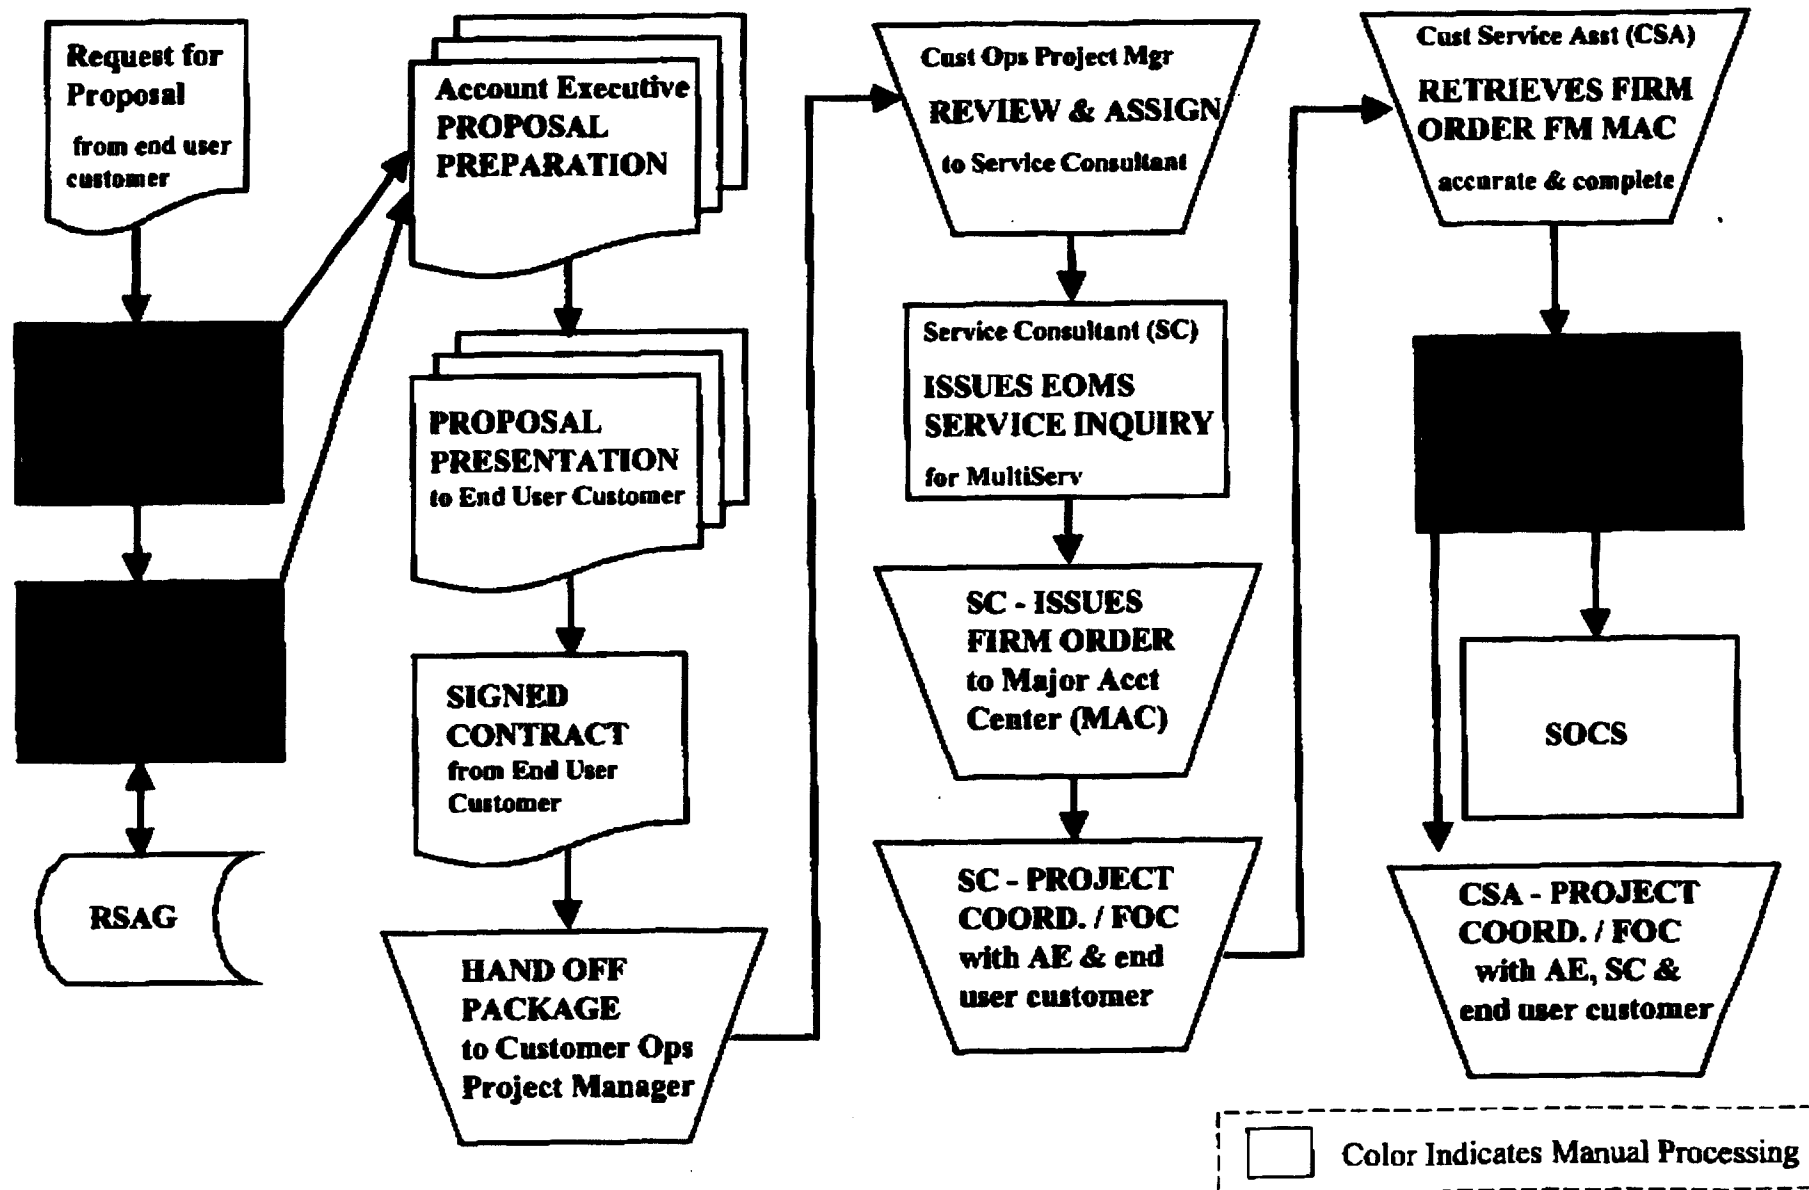 Request for
Proposal
from end user
customer
RSAG
Account Executive
PROPOSAL
PREPARATION
PROPOSAL
PRESENTATION
to End User Customer
SIGNED
CONTRACT
from End User
Customer
HAND OFF
PACKAGE
to Customer Ops
Project Manager
Cust Ops Project Mgr
REVIEW & ASSIGN
to Service Consultant
Service Consultant (SC)
ISSUES EOMS
SERVICE INQUIRY
for MultiServ
SC - ISSUES
FIRM ORDER
to Major Acct
Center (MAC)
SC - PROJECT
COORD. / FOC
with AE & end
user customer
Cust Service Asst (CSA)
RETRIEVES FIRM
ORDER FM MAC
accurate & complete
SOCS
CSA - PROJECT
COORD. / FOC
with AE, SC &
end user customer
Color Indicates Manual Processing